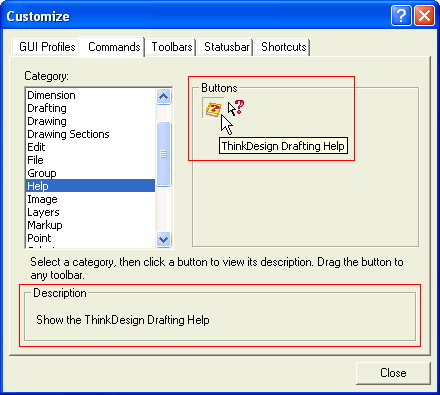 Customize
GUI Profiles Commands Toolbars Statusbar Shortcuts
Category:
Buttons
Dimension
Drafting
Drawing
Drawing Sections
Edit
File
Group
Help
Image
Layers
Markup
Point
ThinkDesign Drafting Help
Select a category, then click a button to view its description. Drag the button to
any toolbar.
Description
Show the ThinkDesign Drafting Help
Close